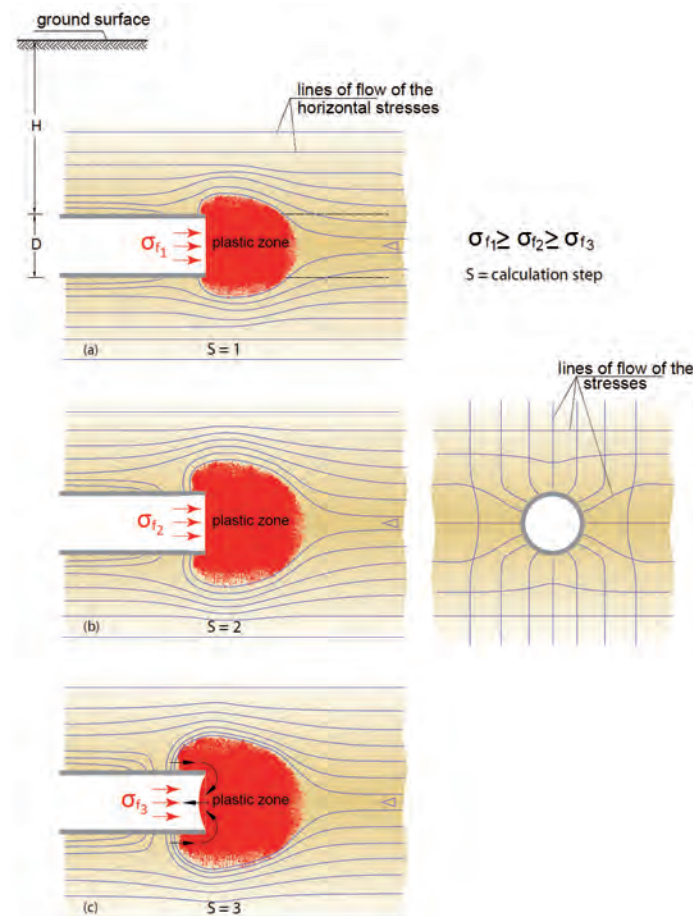 ground surface
lines of flow of the
horizontal stresses
H
D
σf1
plastic zone
σf1 ≥ σf2 ≥ σf3
S = calculation step
(a) S = 1
lines of flow of the
stresses
σf2
plastic zone
(b) S = 2
σf3
plastic zone
(c) S = 3